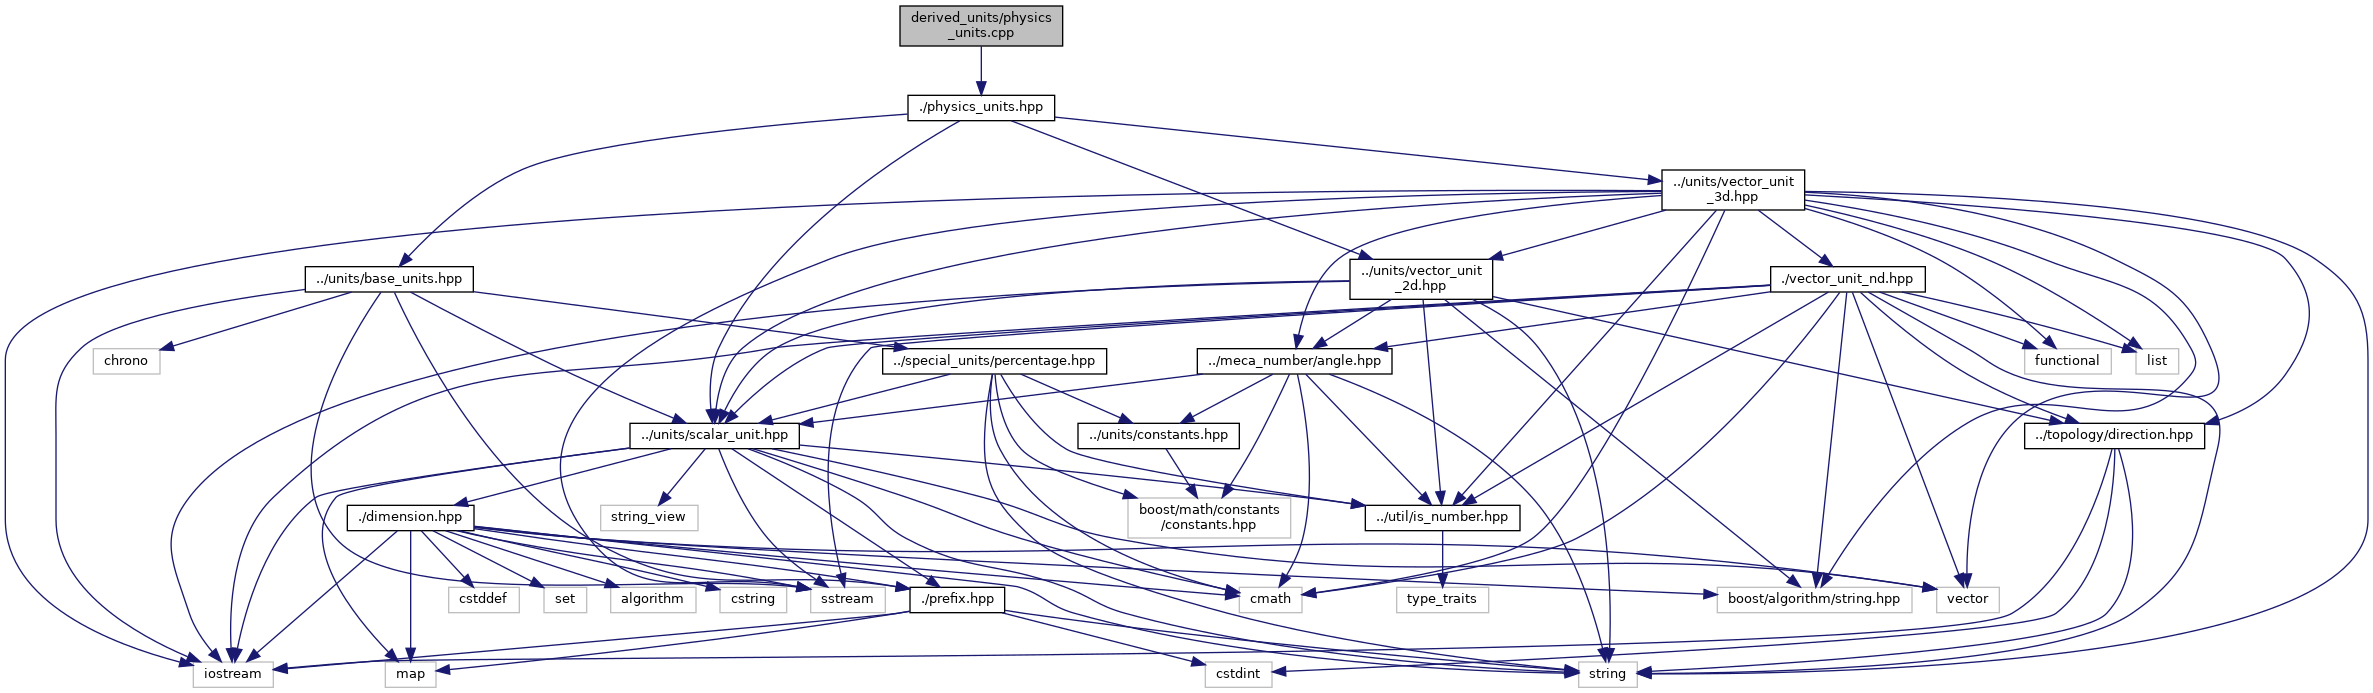 derived_units/physics
_units.cpp
./physics_units.hpp
../units/vector_unit
_3d.hpp
../units/base_units.hpp
../units/vector_unit
_2d.hpp
./vector_unit_nd.hpp
chrono
../special_units/percentage.hpp
../meca_number/angle.hpp
functional
list
../units/scalar_unit.hpp
../units/constants.hpp
../topology/direction.hpp
./dimension.hpp
string_view
boost/math/constants
/constants.hpp
../util/is_number.hpp
cstddef
set
algorithm
cstring
sstream
./prefix.hpp
cmath
type_traits
boost/algorithm/string.hpp
vector
iostream
map
cstdint
string